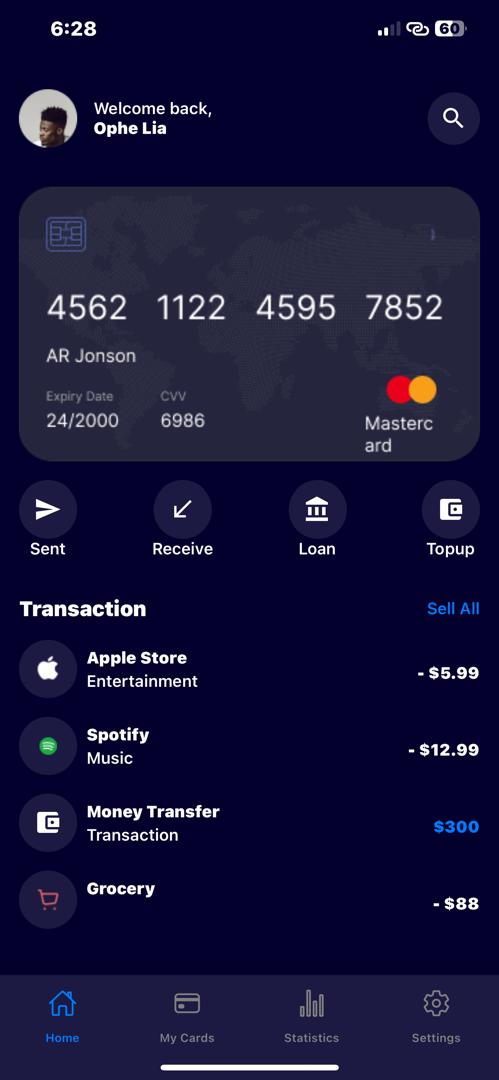 6:28
60
Welcome back,
Ophe Lia
4562 1122 4595 7852
AR Jonson
Expiry Date CVV
24/2000 6986
Masterc
ard
Sent Receive Loan Topup
Transaction Sell All
Apple Store
Entertainment
- $5.99
Spotify
Music
- $12.99
Money Transfer
Transaction
$300
Grocery
- $88
Home My Cards Statistics Settings